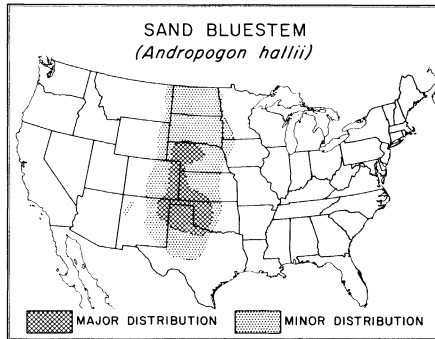 SAND BLUESTEM
(Andropogon hallii)
MAJOR DISTRIBUTION
MINOR DISTRIBUTION